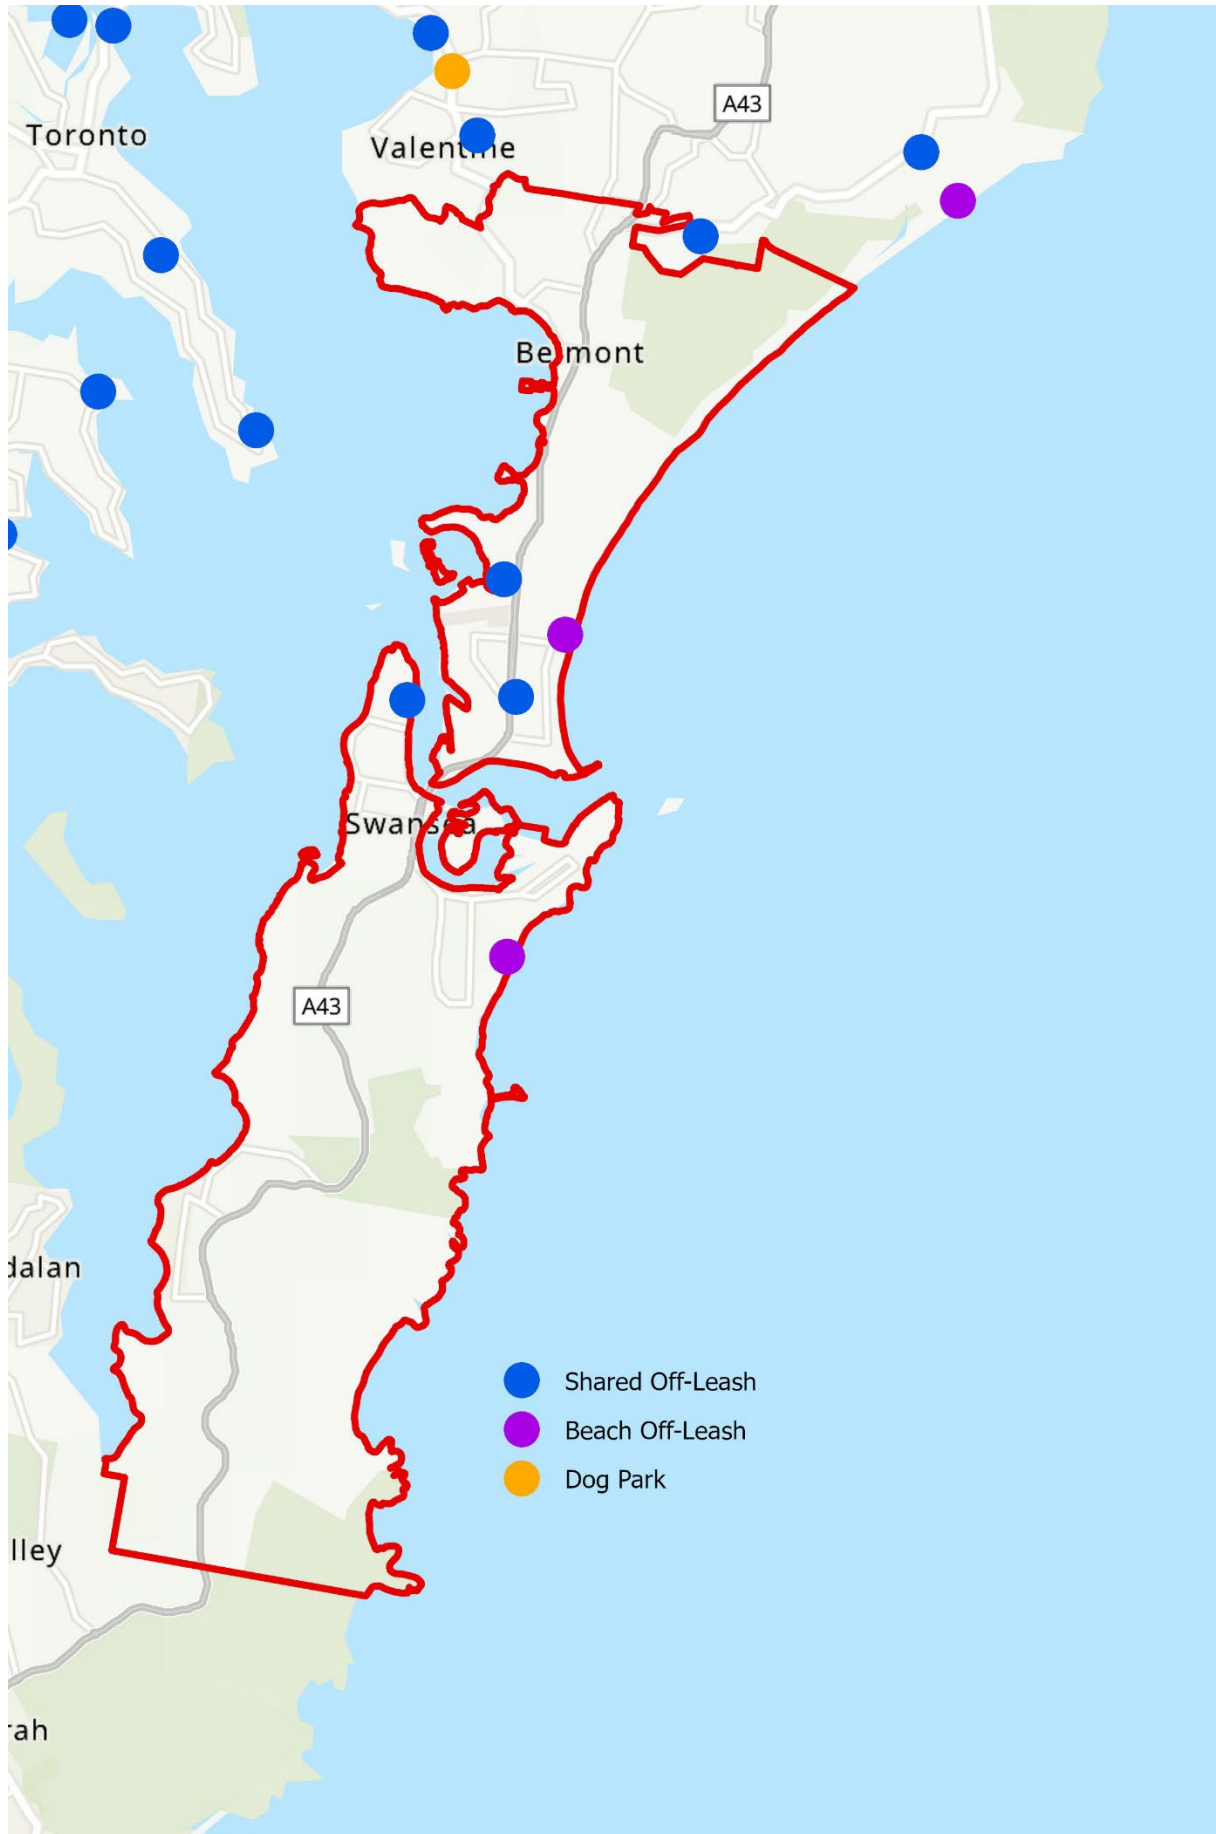 A43
Toronto
Valentine
Belmont
Swansea
A43
dalan
Shared Off-Leash
Beach Off-Leash
Dog Park
lley
rah